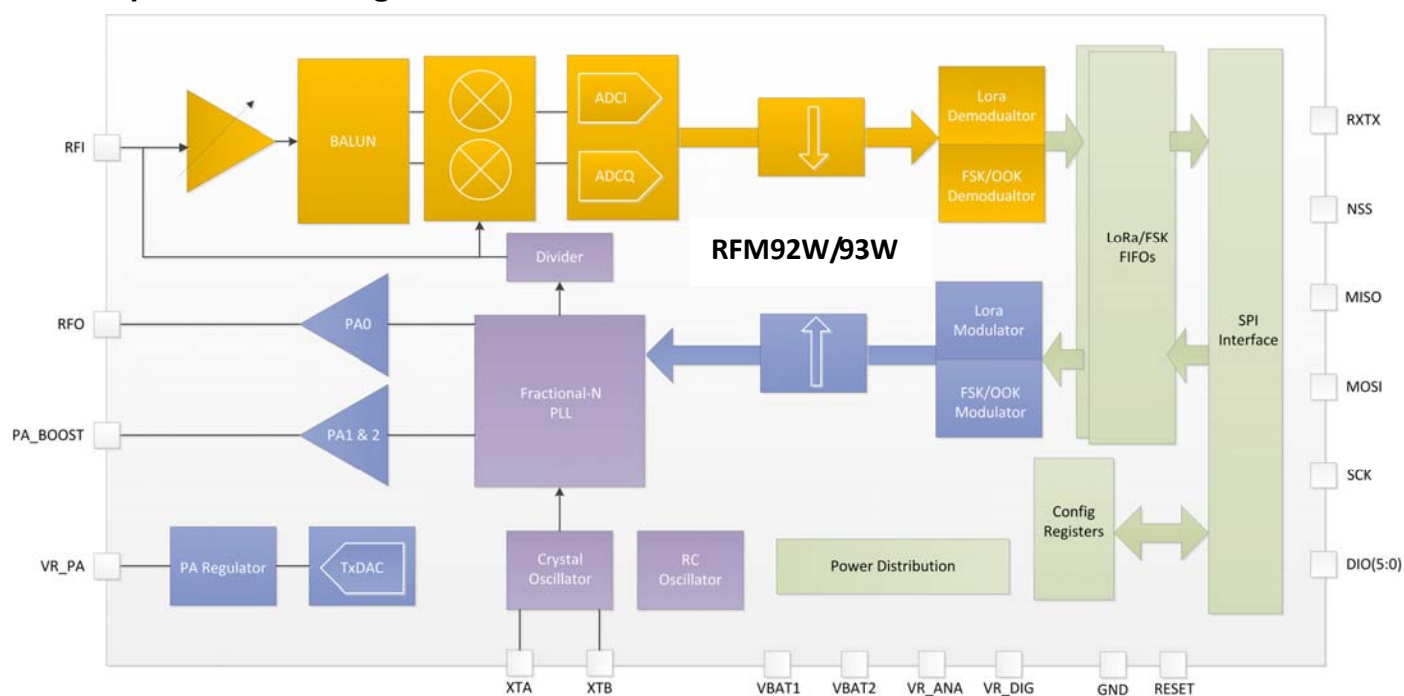 RFI
BALUN
ADCI
ADCQ
Lora
Demodualtor
FSK/OOK
Demodualtor
LoRa/FSK
FIFOs
SPI
Interface
RXTX
NSS
MISO
MOSI
SCK
DIO(5:0)
RFM92W/93W
Divider
RFO
PA0
Fractional-N
PLL
Lora
Modulator
FSK/OOK
Modulator
PA_BOOST
PA1 & 2
VR_PA
PA Regulator
TxDAC
Crystal
Oscillator
RC
Oscillator
Power Distribution
Config
Registers
XTA
XTB
VBAT1
VBAT2
VR_ANA
VR_DIG
GND
RESET